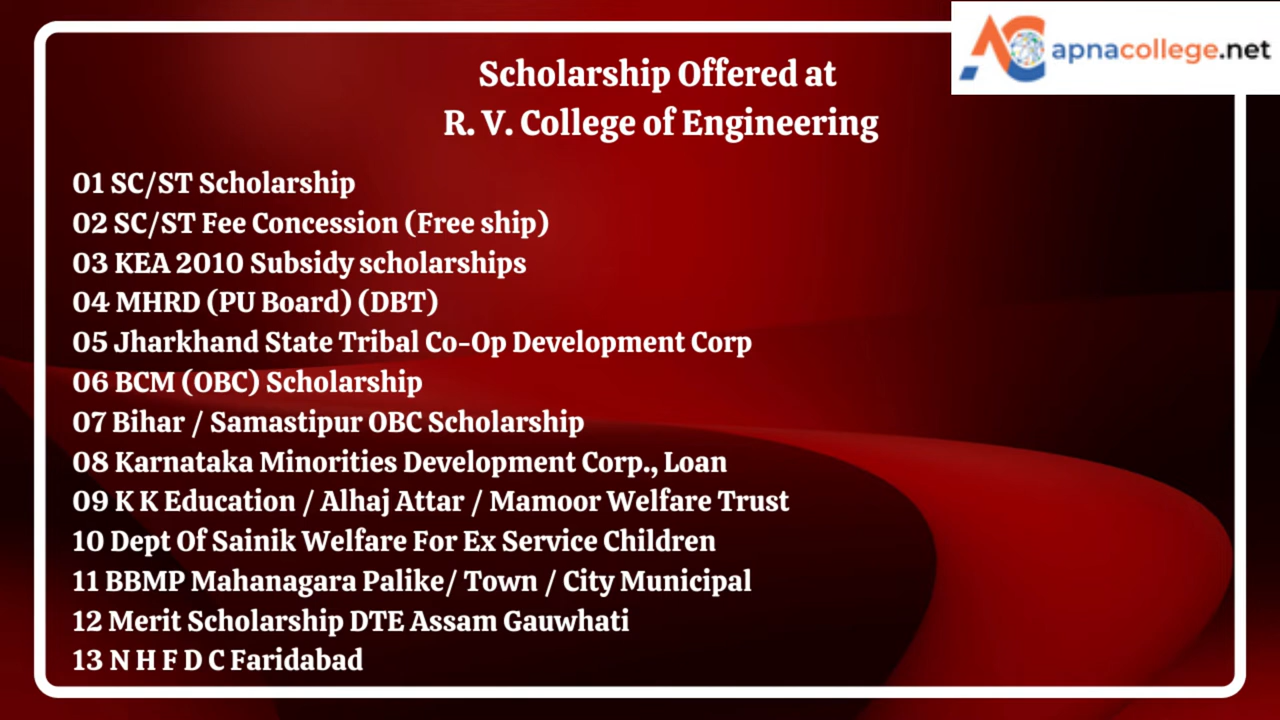 apnacollege.net
Scholarship Offered at
R. V. College of Engineering
01 SC/ST Scholarship
02 SC/ST Fee Concession (Free ship)
03 KEA 2010 Subsidy scholarships
04 MHRD (PU Board) (DBT)
05 Jharkhand State Tribal Co-Op Development Corp
06 BCM (OBC) Scholarship
07 Bihar / Samastipur OBC Scholarship
08 Karnataka Minorities Development Corp., Loan
09 K K Education / Alhaj Attar / Mamoor Welfare Trust
10 Dept Of Sainik Welfare For Ex Service Children
11 BBMP Mahanagara Palike/ Town / City Municipal
12 Merit Scholarship DTE Assam Gauwhati
13 N H F D C Faridabad